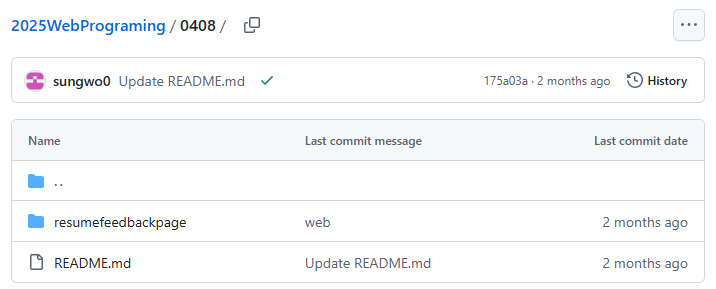 2025WebPrograming / 0408 /
sungwo0 Update README.md 175a03a · 2 months ago History
Name Last commit message Last commit date
..
resumefeedbackpage web 2 months ago
README.md Update README.md 2 months ago